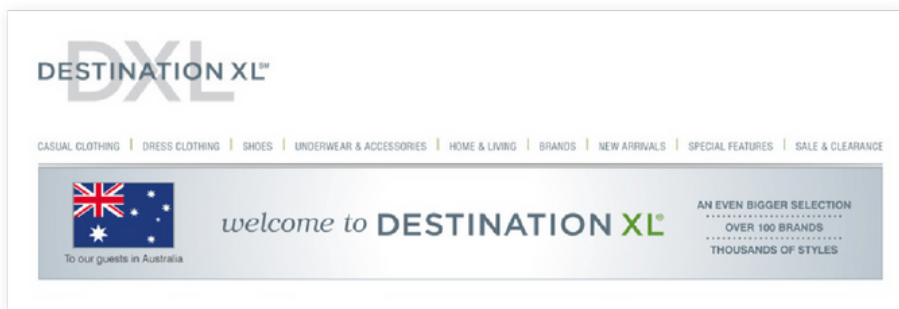 DXL
DESTINATION XL℠
CASUAL CLOTHING | DRESS CLOTHING | SHOES | UNDERWEAR & ACCESSORIES | HOME & LIVING | BRANDS | NEW ARRIVALS | SPECIAL FEATURES | SALE & CLEARANCE
To our guests in Australia
welcome to DESTINATION XL®
AN EVEN BIGGER SELECTION
OVER 100 BRANDS
THOUSANDS OF STYLES